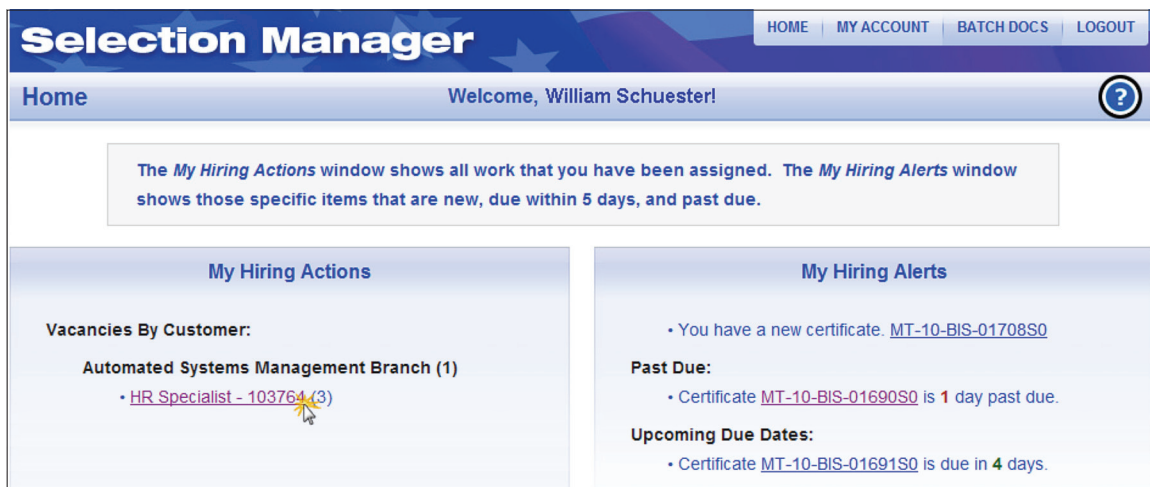 Selection Manager
HOME MY ACCOUNT BATCH DOCS LOGOUT
Home
Welcome, William Schuester!
?
The My Hiring Actions window shows all work that you have been assigned. The My Hiring Alerts window
shows those specific items that are new, due within 5 days, and past due.
My Hiring Actions
Vacancies By Customer:
Automated Systems Management Branch (1)
• HR Specialist - 103764 (3)
My Hiring Alerts
• You have a new certificate. MT-10-BIS-01708S0
Past Due:
• Certificate MT-10-BIS-01690S0 is 1 day past due.
Upcoming Due Dates:
• Certificate MT-10-BIS-01691S0 is due in 4 days.